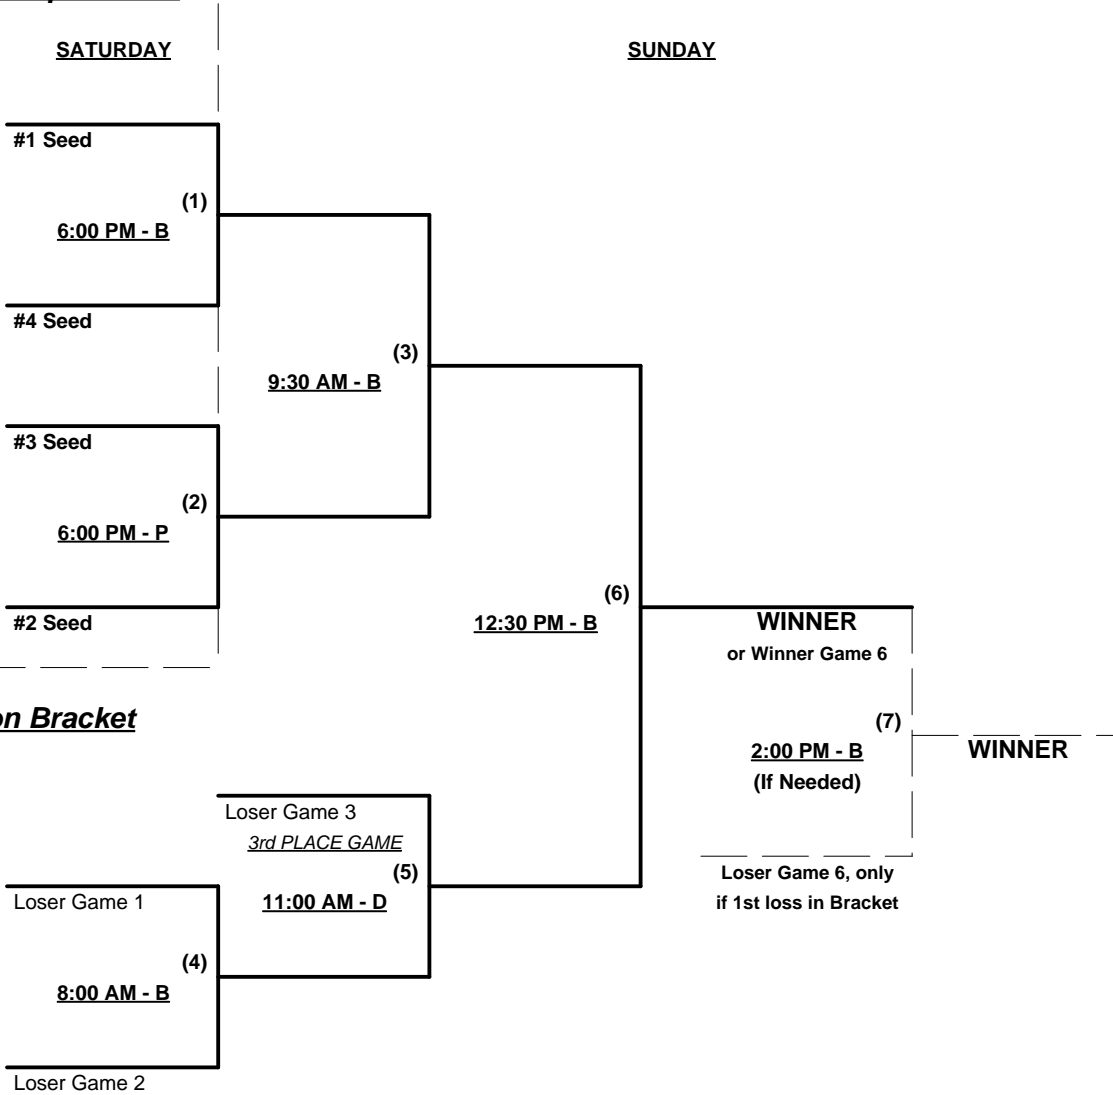 SATURDAY
SUNDAY
#1 Seed
(1)
6:00 PM - B
#4 Seed
(3)
9:30 AM - B
#3 Seed
(2)
6:00 PM - P
(6)
#2 Seed
12:30 PM - B
WINNER
or Winner Game 6
on Bracket
(7)
2:00 PM - B
WINNER
(If Needed)
Loser Game 3
3rd PLACE GAME
(5)
Loser Game 6, only
Loser Game 1
11:00 AM - D
if 1st loss in Bracket
(4)
8:00 AM - B
Loser Game 2